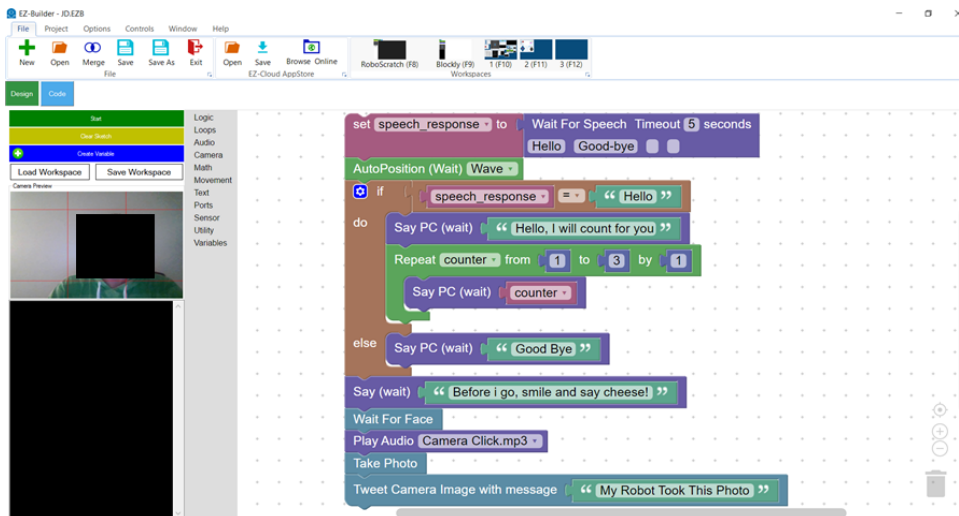 EZ-Builder - JD.EZB
File Project Options Controls Window Help
New Open Merge Save Save As Exit Open Save Browse Online RoboScratch (F8) Blockly (F9) 1 (F10) 2 (F11) 3 (F12)
File EZ-Cloud AppStore Workspaces
Design Code
Start
Clear Sketch
Create Variable
Load Workspace Save Workspace
Camera Preview
Logic
Loops
Audio
Camera
Math
Movement
Text
Ports
Sensor
Utility
Variables
set speech_response to Wait For Speech Timeout 5 seconds
Hello Good-bye
AutoPosition (Wait) Wave
if speech_response = “ Hello ”
do Say PC (wait) “ Hello, I will count for you ”
Repeat counter from 1 to 3 by 1
Say PC (wait) counter
else Say PC (wait) “ Good Bye ”
Say (wait) “ Before i go, smile and say cheese! ”
Wait For Face
Play Audio Camera Click.mp3
Take Photo
Tweet Camera Image with message “ My Robot Took This Photo ”